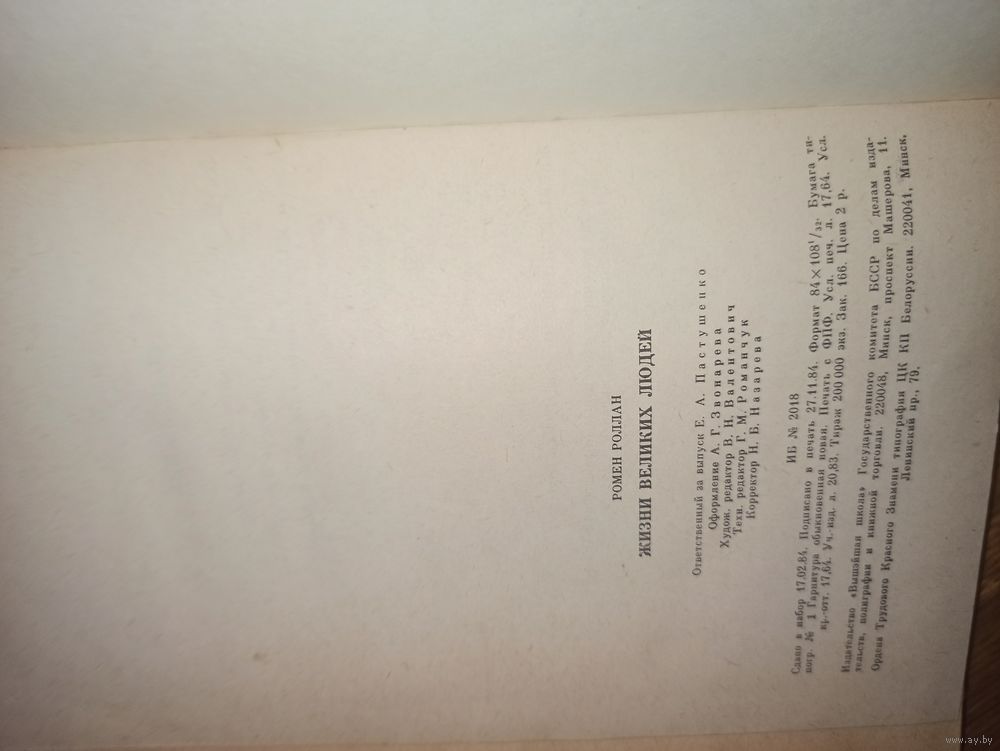 РОМЕН РОЛЛАН
ЖИЗНИ ВЕЛИКИХ ЛЮДЕЙ
Ответственный за выпуск Е. А. Пастушенко
Оформление А. Г. Звонарева
Худож. редактор В. Н. Валентович
Техн. редактор Г. М. Романчук
Корректор Н. Б. Назарева
ИБ № 2018
Сдано в набор 17.02.84. Подписано в печать 27.11.84. Формат 84×108¹/₃₂. Бумага ти-
погр. № 1 Гарнитура обыкновенная новая. Печать с ФПФ. Усл. печ. л. 17,64. Усл.
кр.-отт. 17,64. Уч.-изд. л. 20,83. Тираж 200 000 экз. Зак. 166. Цена 2 р.
Издательство «Вышэйшая школа» Государственного комитета БССР по делам изда-
тельств, полиграфии и книжной торговли. 220048, Минск, проспект Машерова, 11.
Ордена Трудового Красного Знамени типография ЦК КП Белоруссии. 220041, Минск,
Ленинский пр., 79.
www.ay.by